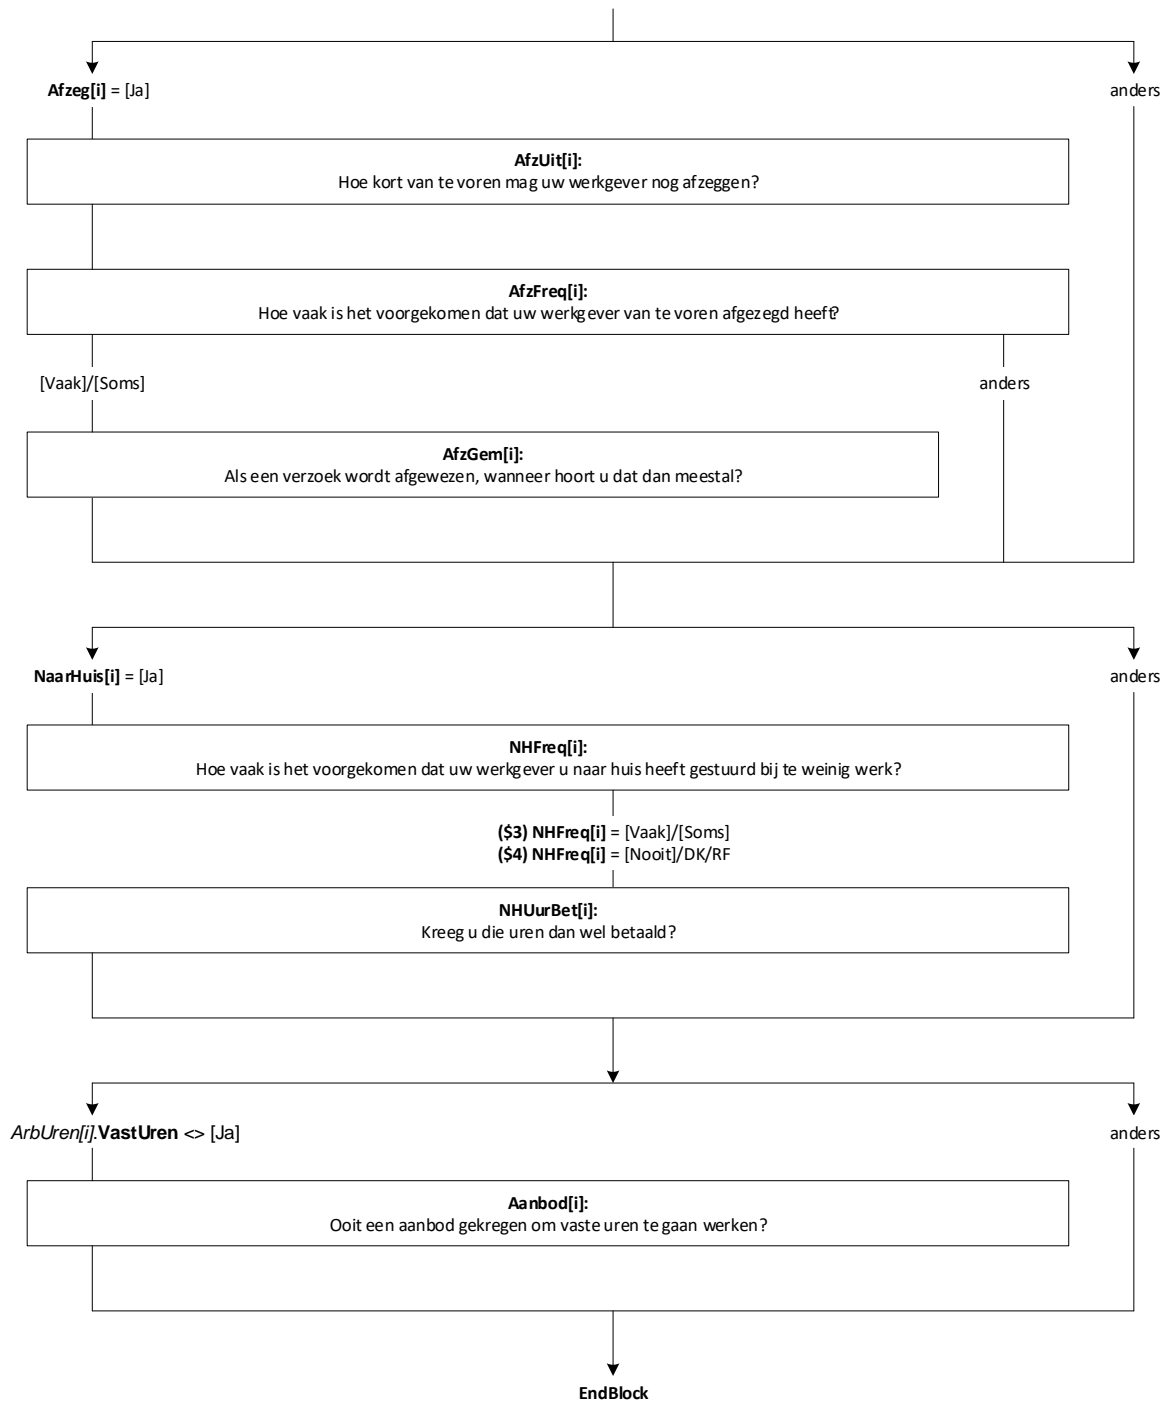 Afzeg[i] = [Ja]
anders
AfzUit[i]:
Hoe kort van te voren mag uw werkgever nog afzeggen?
AfzFreq[i]:
Hoe vaak is het voorgekomen dat uw werkgever van te voren afgezegd heeft?
[Vaak]/[Soms]
anders
AfzGem[i]:
Als een verzoek wordt afgewezen, wanneer hoort u dat dan meestal?
NaarHuis[i] = [Ja]
anders
NHFreq[i]:
Hoe vaak is het voorgekomen dat uw werkgever u naar huis heeft gestuurd bij te weinig werk?
($3) NHFreq[i] = [Vaak]/[Soms]
($4) NHFreq[i] = [Nooit]/DK/RF
NHUurBet[i]:
Kreeg u die uren dan wel betaald?
ArbUren[i].VastUren <> [Ja]
anders
Aanbod[i]:
Ooit een aanbod gekregen om vaste uren te gaan werken?
EndBlock